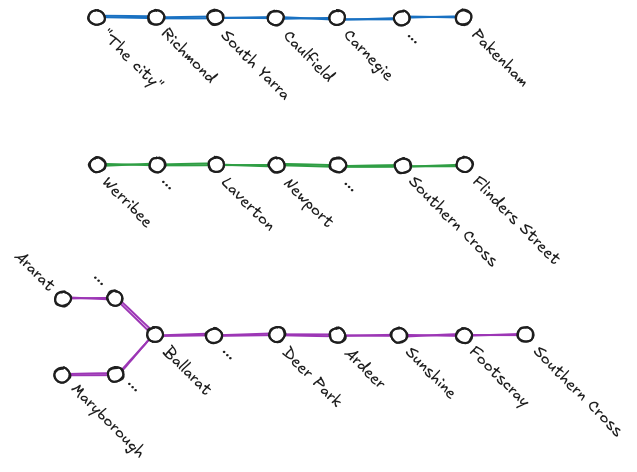 "The city"
Richmond
South Yarra
Caulfield
Carnegie
...
Pakenham
Werribee
...
Laverton
Newport
...
Southern Cross
Flinders Street
Ararat
...
Maryborough
...
Ballarat
...
Deer Park
Ardeer
Sunshine
Footscray
Southern Cross